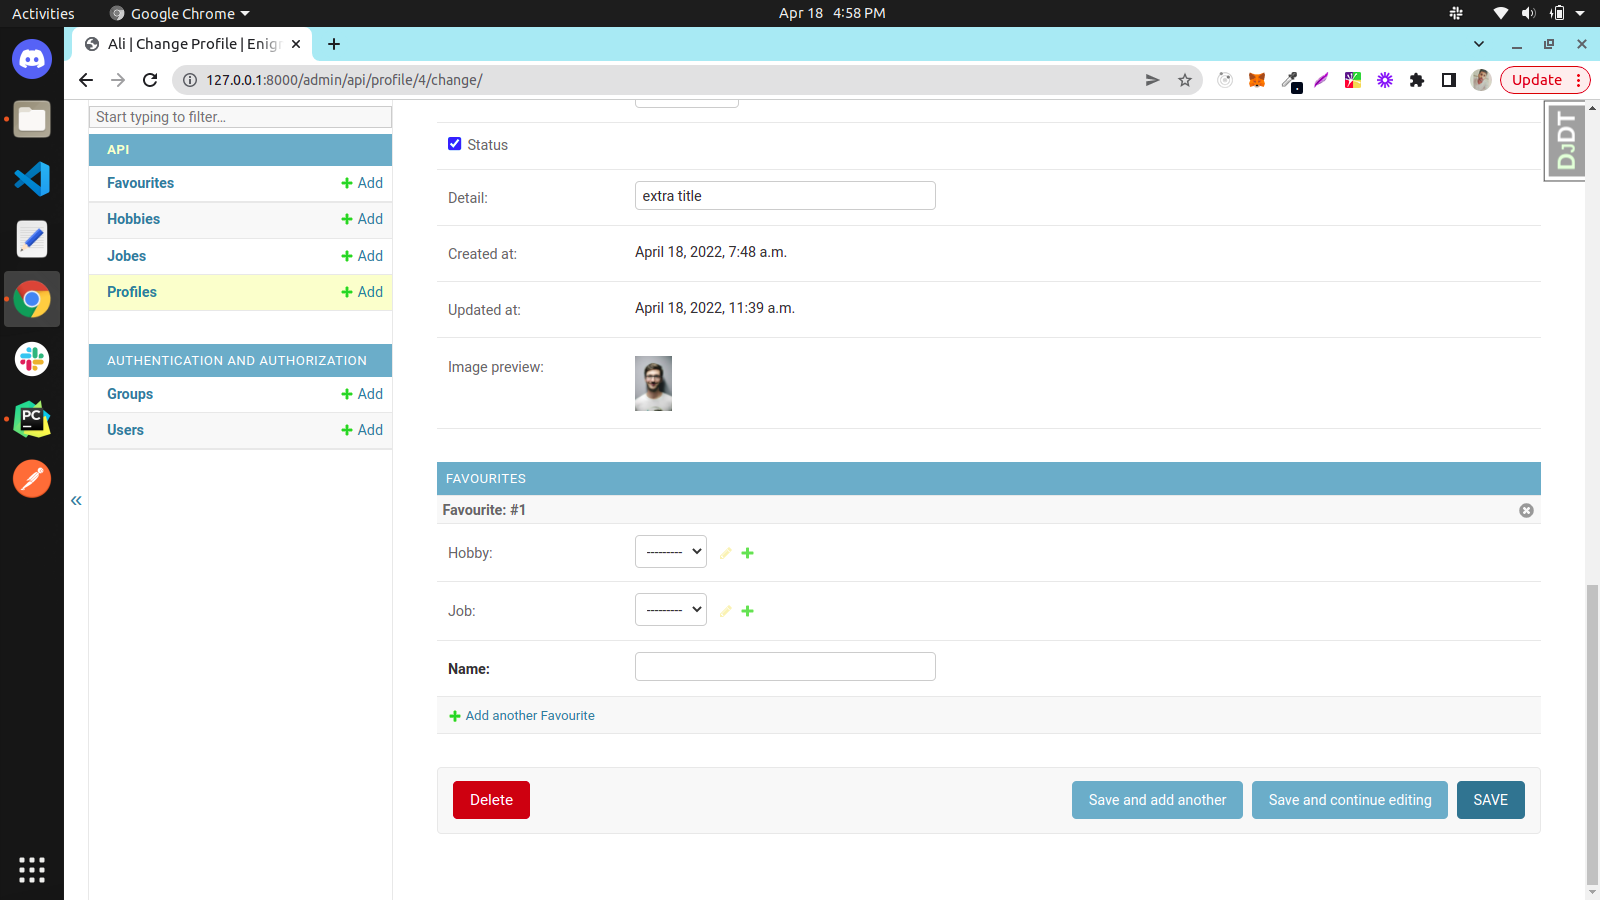 Activities Google Chrome Apr 18 4:58 PM
Ali | Change Profile | Enig
127.0.0.1:8000/admin/api/profile/4/change/ Update
Start typing to filter...
API
Favourites Add
Hobbies Add
Jobes Add
Profiles Add
AUTHENTICATION AND AUTHORIZATION
Groups Add
Users Add
«
Status
Detail: extra title
Created at: April 18, 2022, 7:48 a.m.
Updated at: April 18, 2022, 11:39 a.m.
Image preview:
FAVOURITES
Favourite: #1
Hobby: ---------
Job: ---------
Name:
Add another Favourite
Delete Save and add another Save and continue editing SAVE
DJDT
PC